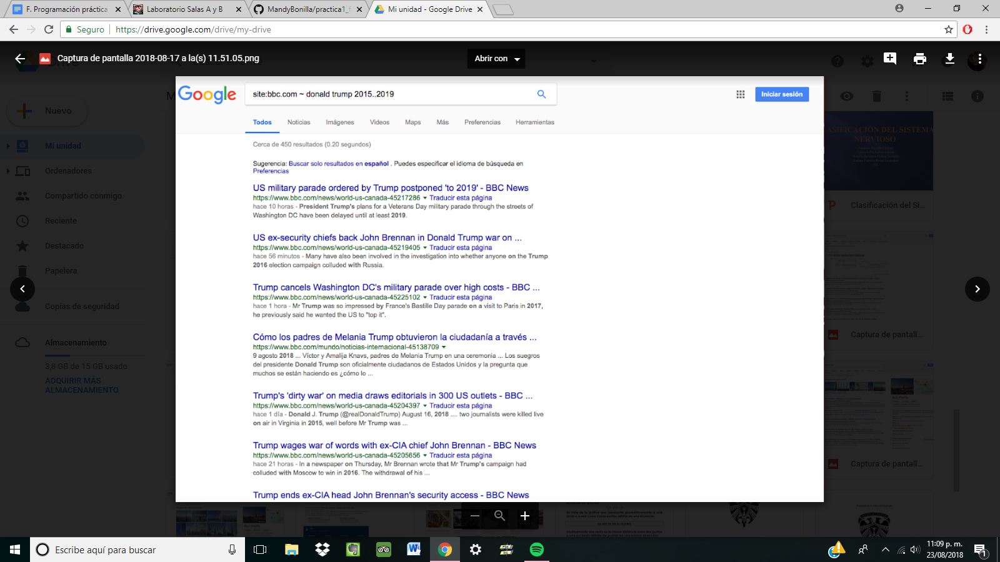 F. Programación práctica
Laboratorio Salas A y B
MandyBonilla/practica1_f
Mi unidad - Google Drive
Seguro
https://drive.google.com/drive/my-drive
Captura de pantalla 2018-08-17 a la(s) 11.51.05.png
Abrir con
Google
site:bbc.com ~ donald trump 2015..2019
Iniciar sesión
Todos
Noticias
Imágenes
Videos
Maps
Más
Preferencias
Herramientas
Cerca de 450 resultados (0.20 segundos)
Sugerencia: Buscar solo resultados en español . Puedes especificar el idioma de búsqueda en
Preferencias
US military parade ordered by Trump postponed 'to 2019' - BBC News
https://www.bbc.com/news/world-us-canada-45217286 Traducir esta página
hace 10 horas - President Trump's plans for a Veterans Day military parade through the streets of
Washington DC have been delayed until at least 2019.
US ex-security chiefs back John Brennan in Donald Trump war on ...
https://www.bbc.com/news/world-us-canada-45219405 Traducir esta página
hace 56 minutos - Many have also been involved in the investigation into whether anyone on the Trump
2016 election campaign colluded with Russia.
Trump cancels Washington DC's military parade over high costs - BBC ...
https://www.bbc.com/news/world-us-canada-45225102 Traducir esta página
hace 1 hora - Mr Trump was so impressed by France's Bastille Day parade on a visit to Paris in 2017,
he previously said he wanted the US to "top it".
Cómo los padres de Melania Trump obtuvieron la ciudadanía a través ...
https://www.bbc.com/mundo/noticias-internacional-45138709
9 agosto 2018 ... Víctor y Amalija Knavs, padres de Melania Trump en una ceremonia ... Los suegros
del presidente Donald Trump son oficialmente ciudadanos de Estados Unidos y la pregunta que
muchos se están haciendo es ¿cómo lo ...
Trump's 'dirty war' on media draws editorials in 300 US outlets - BBC ...
https://www.bbc.com/news/world-us-canada-45204397 Traducir esta página
hace 1 día - Donald J. Trump (@realDonaldTrump) August 16, 2018 .... two journalists were killed live
on air in Virginia in 2015, well before Mr Trump was ...
Trump wages war of words with ex-CIA chief John Brennan - BBC News
https://www.bbc.com/news/world-us-canada-45205656 Traducir esta página
hace 21 horas - In a newspaper on Thursday, Mr Brennan wrote that Mr Trump's campaign had
colluded with Moscow to win in 2016. The withdrawal of his ...
Trump ends ex-CIA head John Brennan's security access - BBC News
Nuevo
Mi unidad
Ordenadores
Compartido conmigo
Reciente
Destacado
Papelera
Copias de seguridad
Almacenamiento
3,8 GB de 15 GB usado
ADQUIRIR MÁS
ALMACENAMIENTO
CLASIFICACIÓN DEL SISTEMA
NERVIOSO
Clasificación del Si...
Captura de pantall...
Captura de pantall...
Escribe aquí para buscar
11:09 p. m.
23/08/2018
1